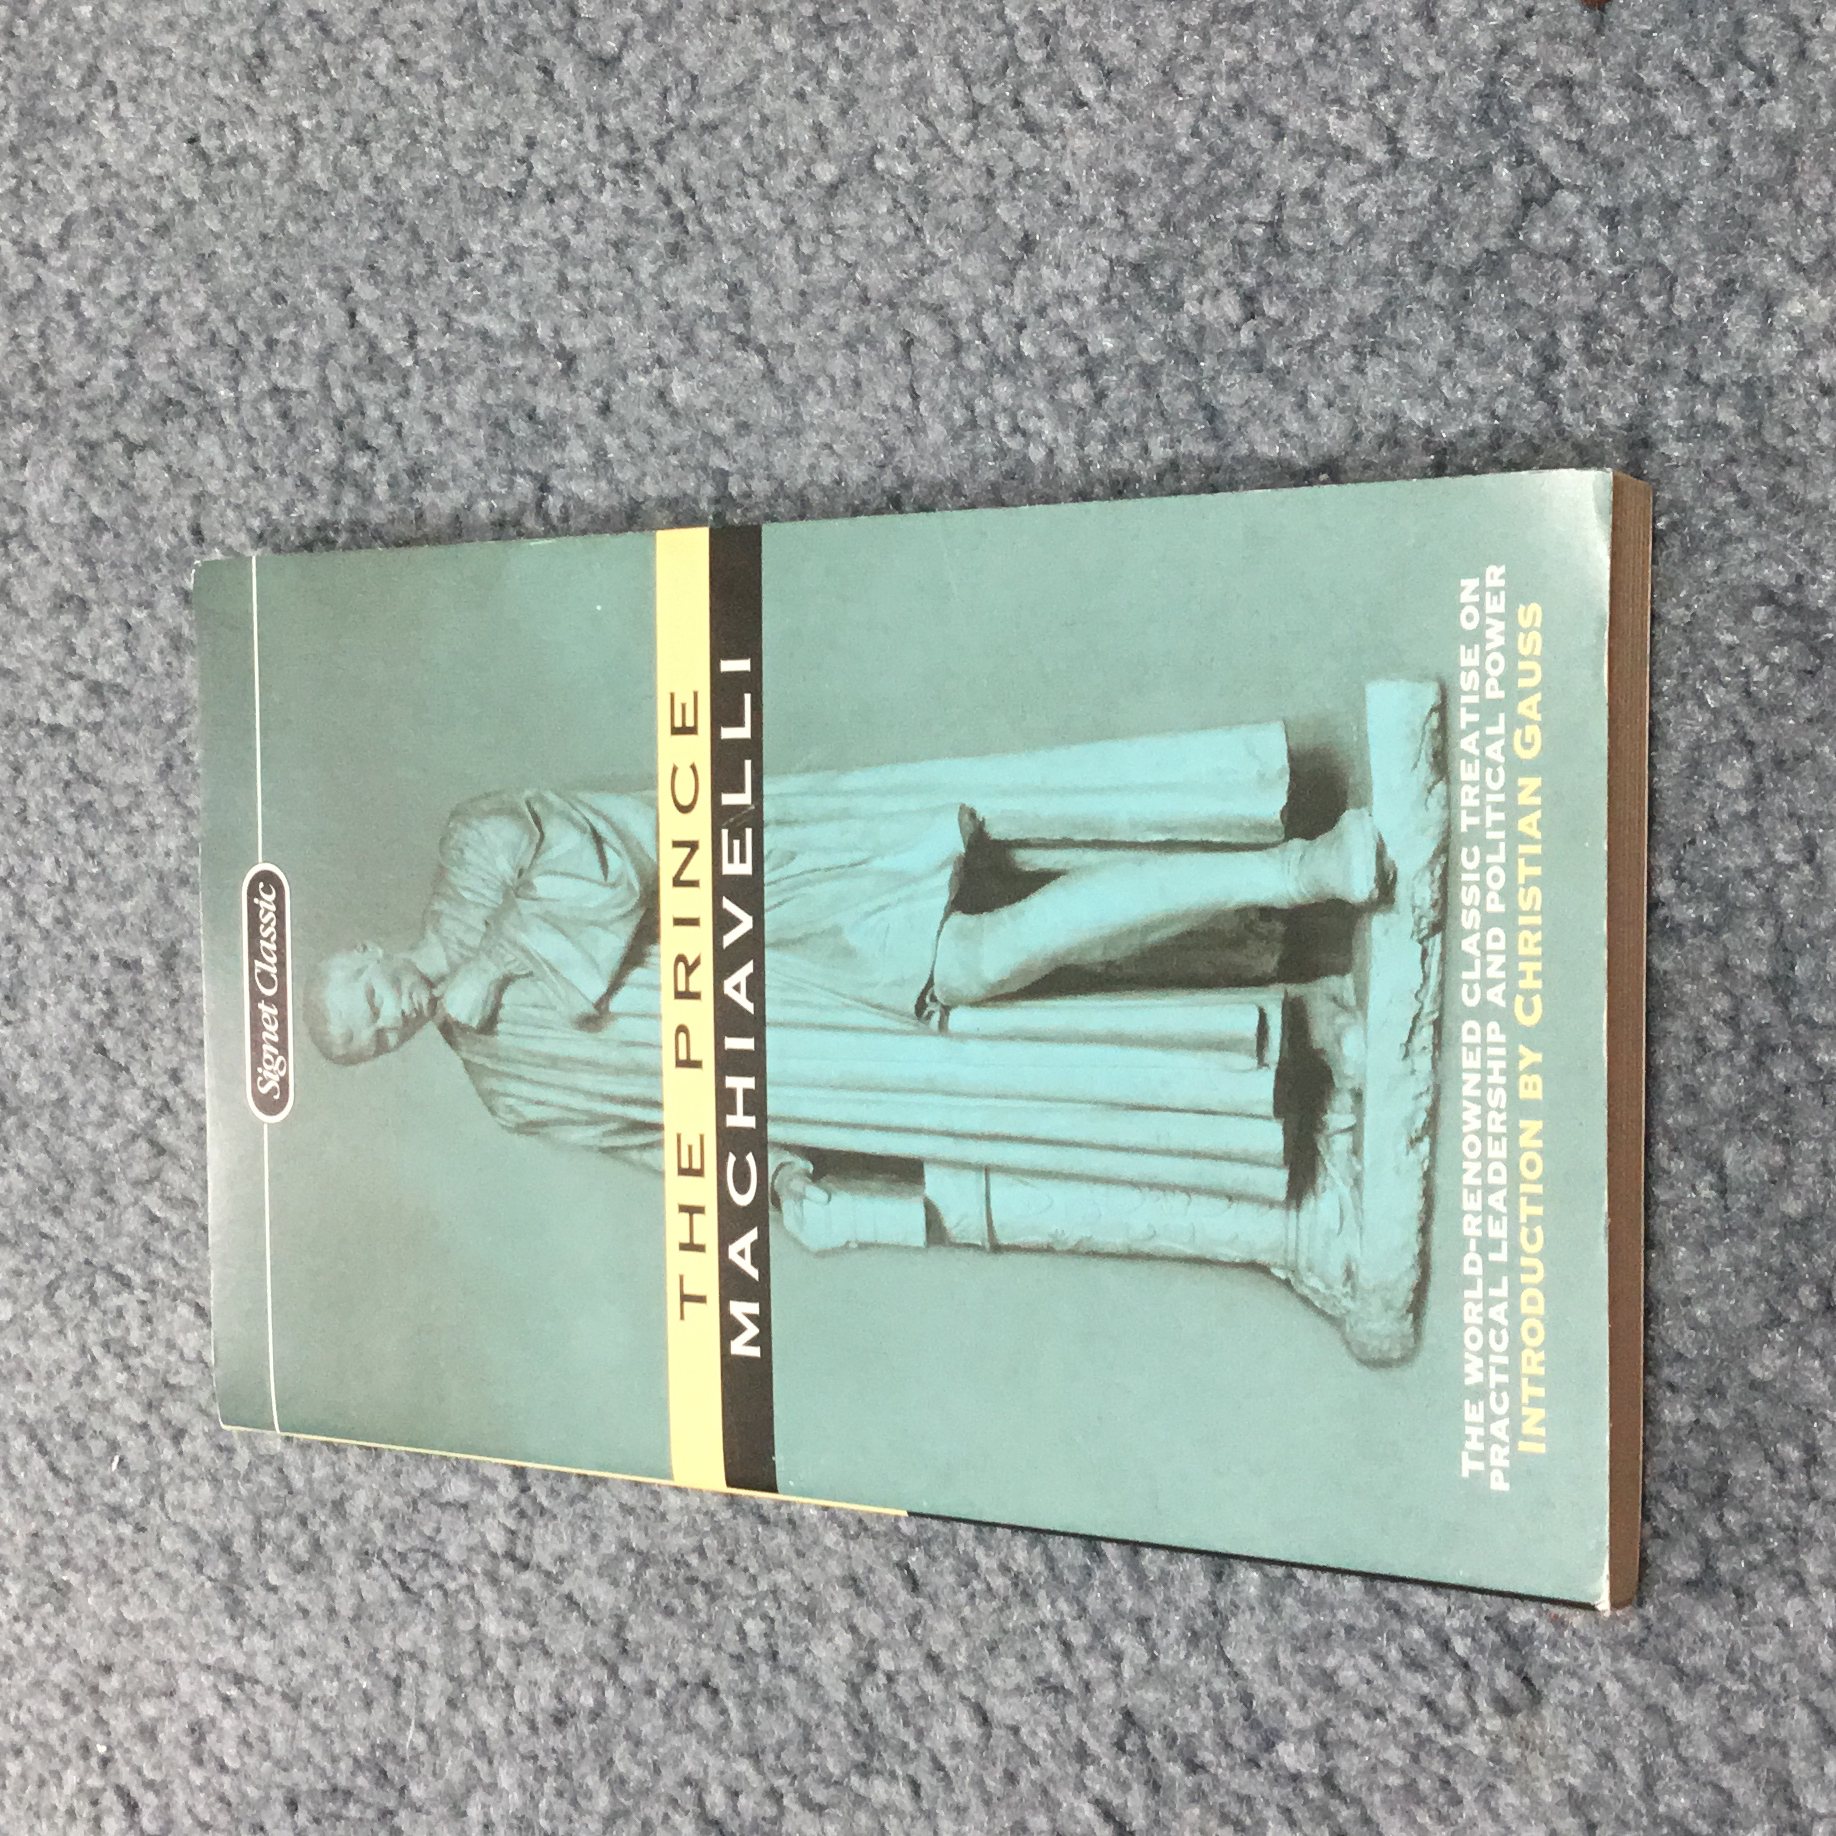 Signet Classic
THE PRINCE
MACHIAVELLI
THE WORLD-RENOWNED CLASSIC TREATISE ON
PRACTICAL LEADERSHIP AND POLITICAL POWER
INTRODUCTION BY CHRISTIAN GAUSS